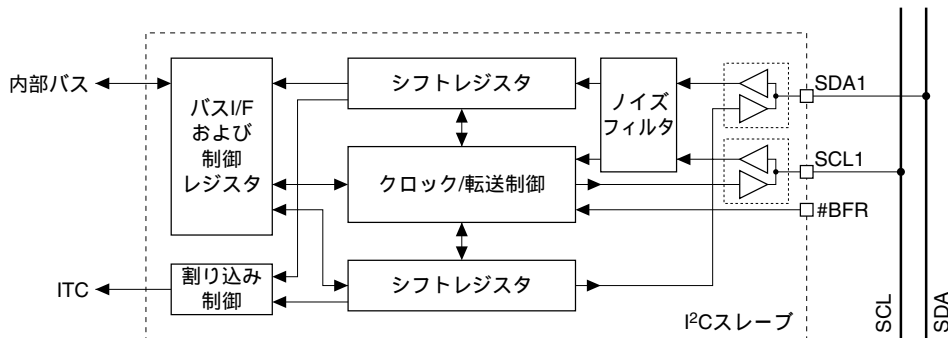 内部バス
バスI/F
および
制御
レジスタ
シフトレジスタ
ノイズ
フィルタ
SDA1
クロック/転送制御
SCL1
#BFR
ITC
割り込み
制御
シフトレジスタ
I²Cスレーブ
SCL
SDA